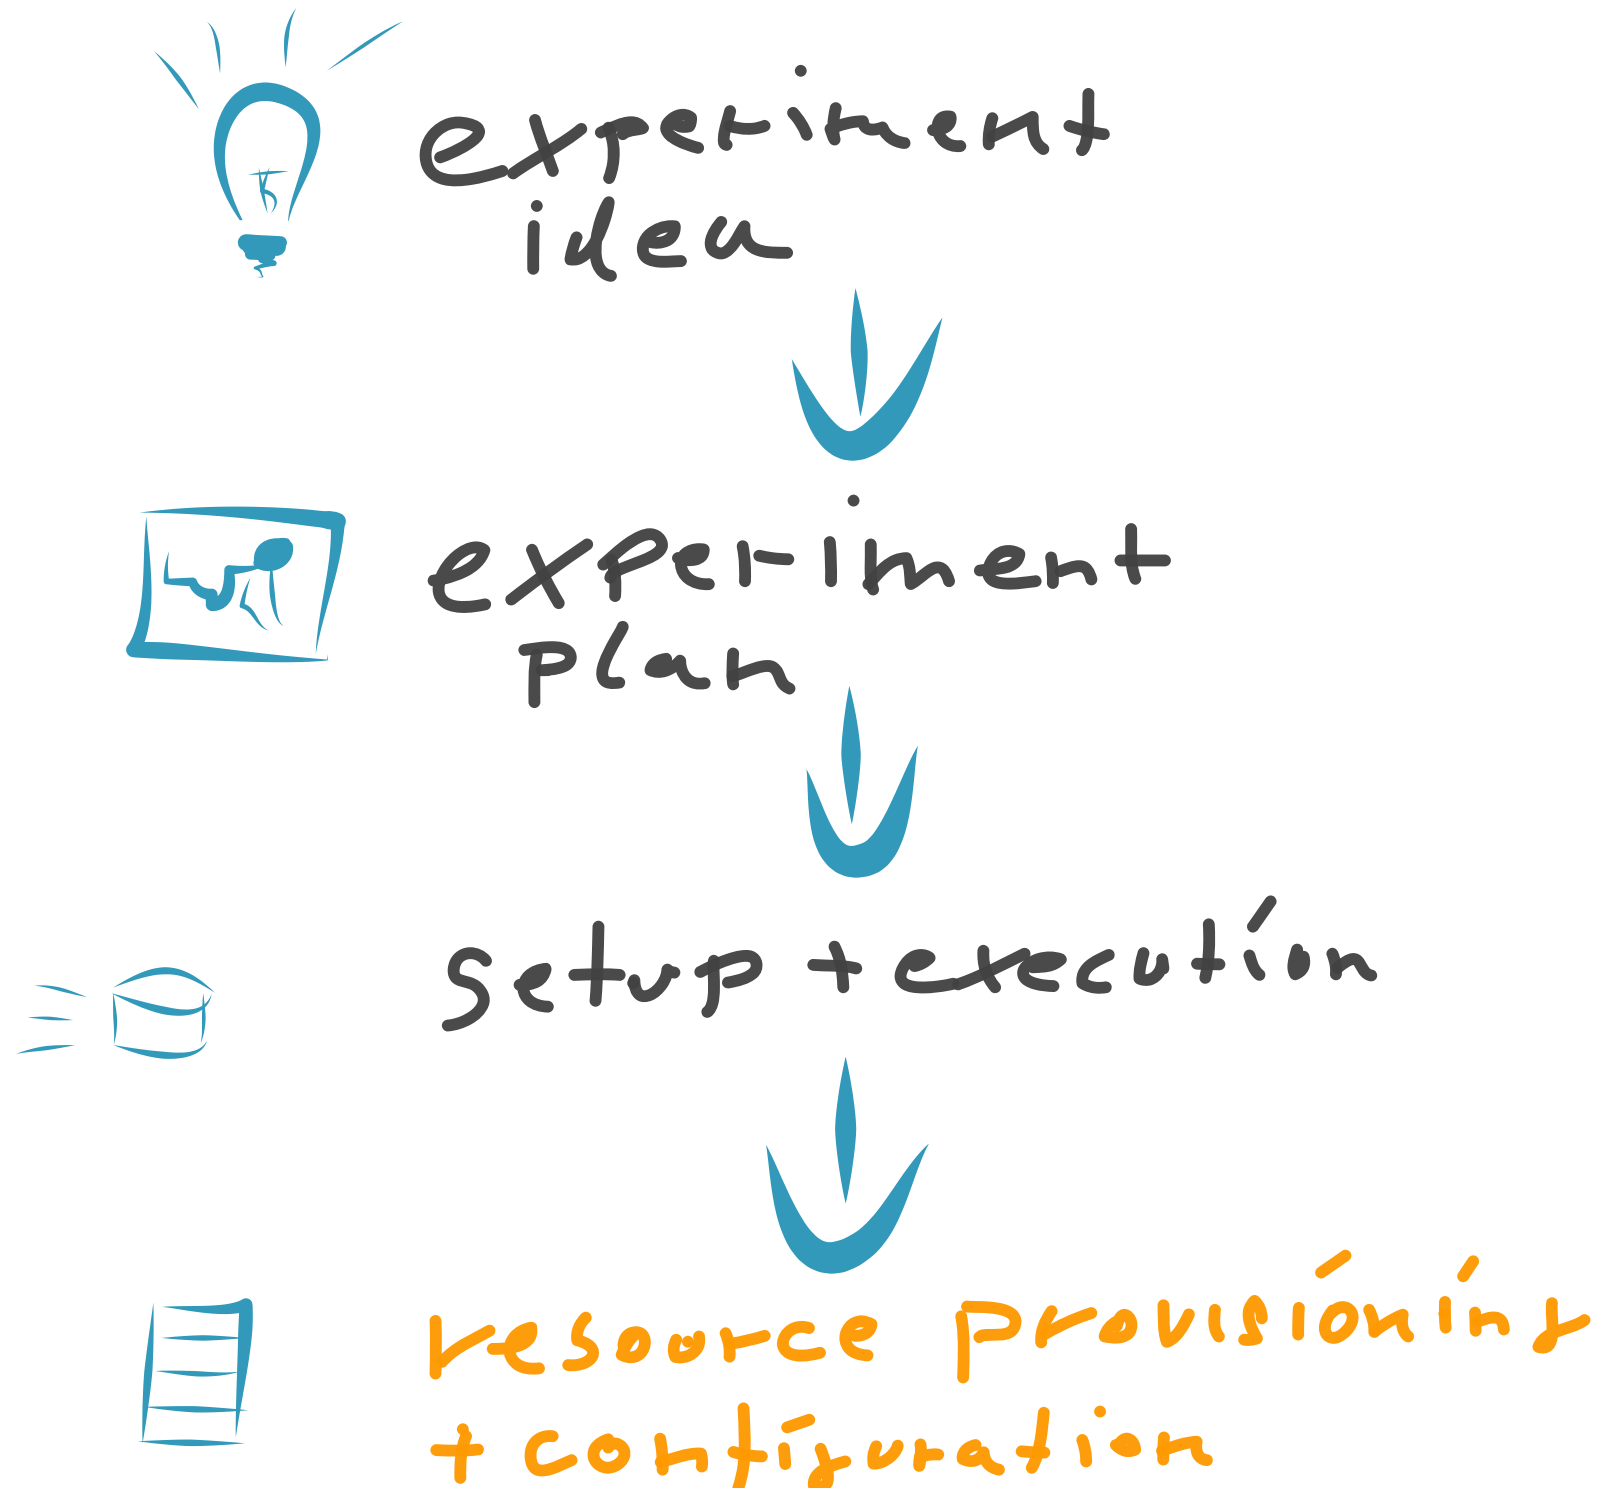 experiment
idea
experiment
plan
setup + execution
resource provisioning
+ configuration